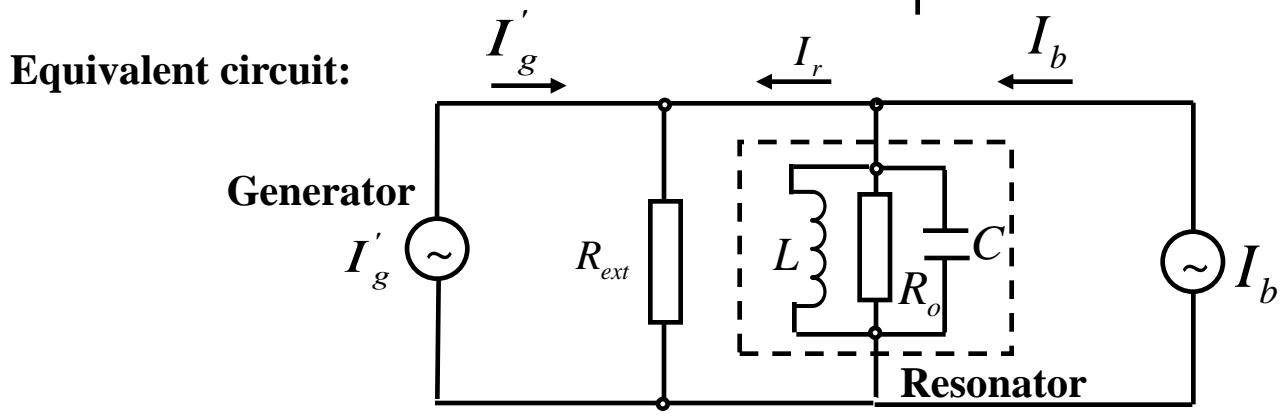 I'g
Ir
Ib
Equivalent circuit:
Generator
I'g
~
Rext
L
Ro
C
~
Ib
Resonator